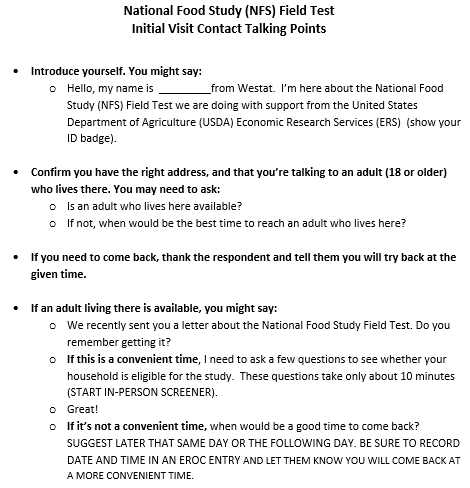 National Food Study (NFS) Field Test
Initial Visit Contact Talking Points
• Introduce yourself. You might say:
o Hello, my name is _________from Westat. I'm here about the National Food
Study (NFS) Field Test we are doing with support from the United States
Department of Agriculture (USDA) Economic Research Services (ERS) (show your
ID badge).
• Confirm you have the right address, and that you're talking to an adult (18 or older)
who lives there. You may need to ask:
o Is an adult who lives here available?
o If not, when would be the best time to reach an adult who lives here?
• If you need to come back, thank the respondent and tell them you will try back at the
given time.
• If an adult living there is available, you might say:
o We recently sent you a letter about the National Food Study Field Test. Do you
remember getting it?
o If this is a convenient time, I need to ask a few questions to see whether your
household is eligible for the study. These questions take only about 10 minutes
(START IN-PERSON SCREENER).
o Great!
o If it's not a convenient time, when would be a good time to come back?
SUGGEST LATER THAT SAME DAY OR THE FOLLOWING DAY. BE SURE TO RECORD
DATE AND TIME IN AN EROC ENTRY AND LET THEM KNOW YOU WILL COME BACK AT
A MORE CONVENIENT TIME.